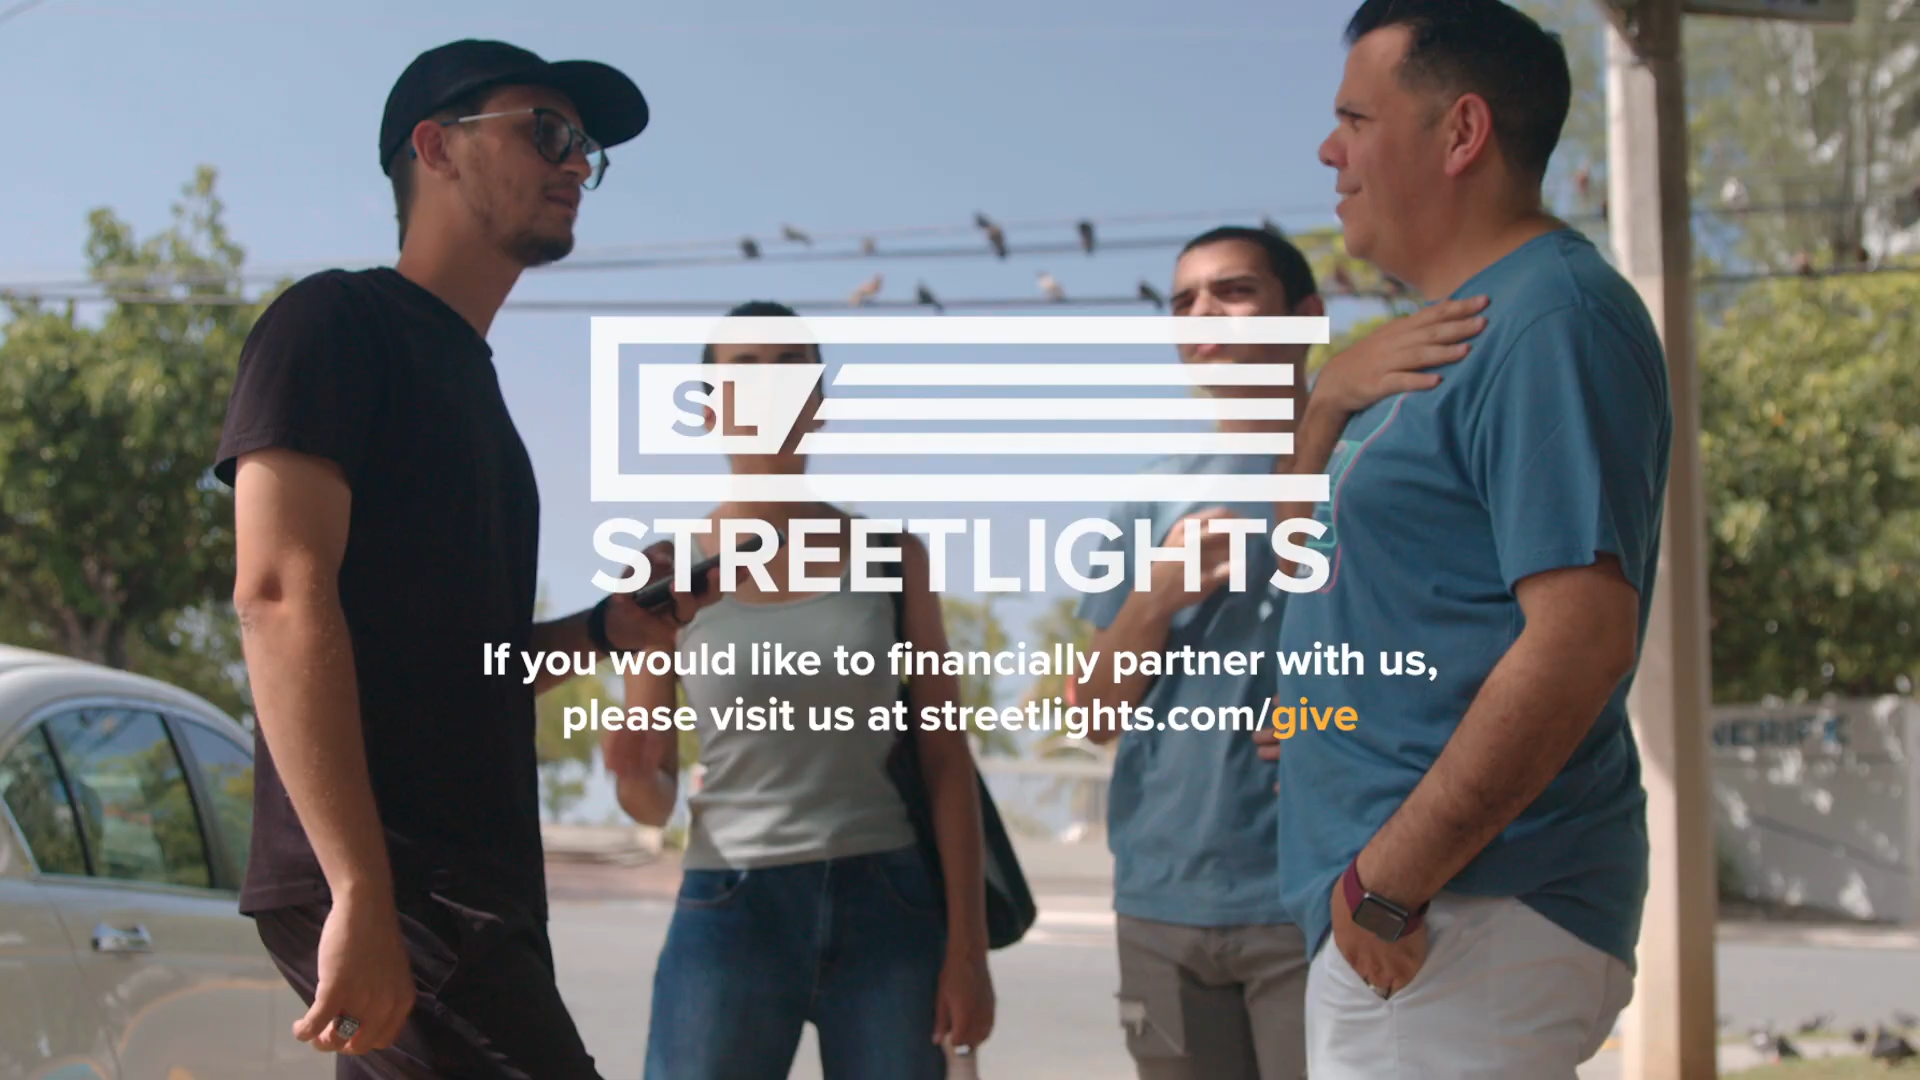 SL
STREETLIGHTS
If you would like to financially partner with us,
please visit us at streetlights.com/give